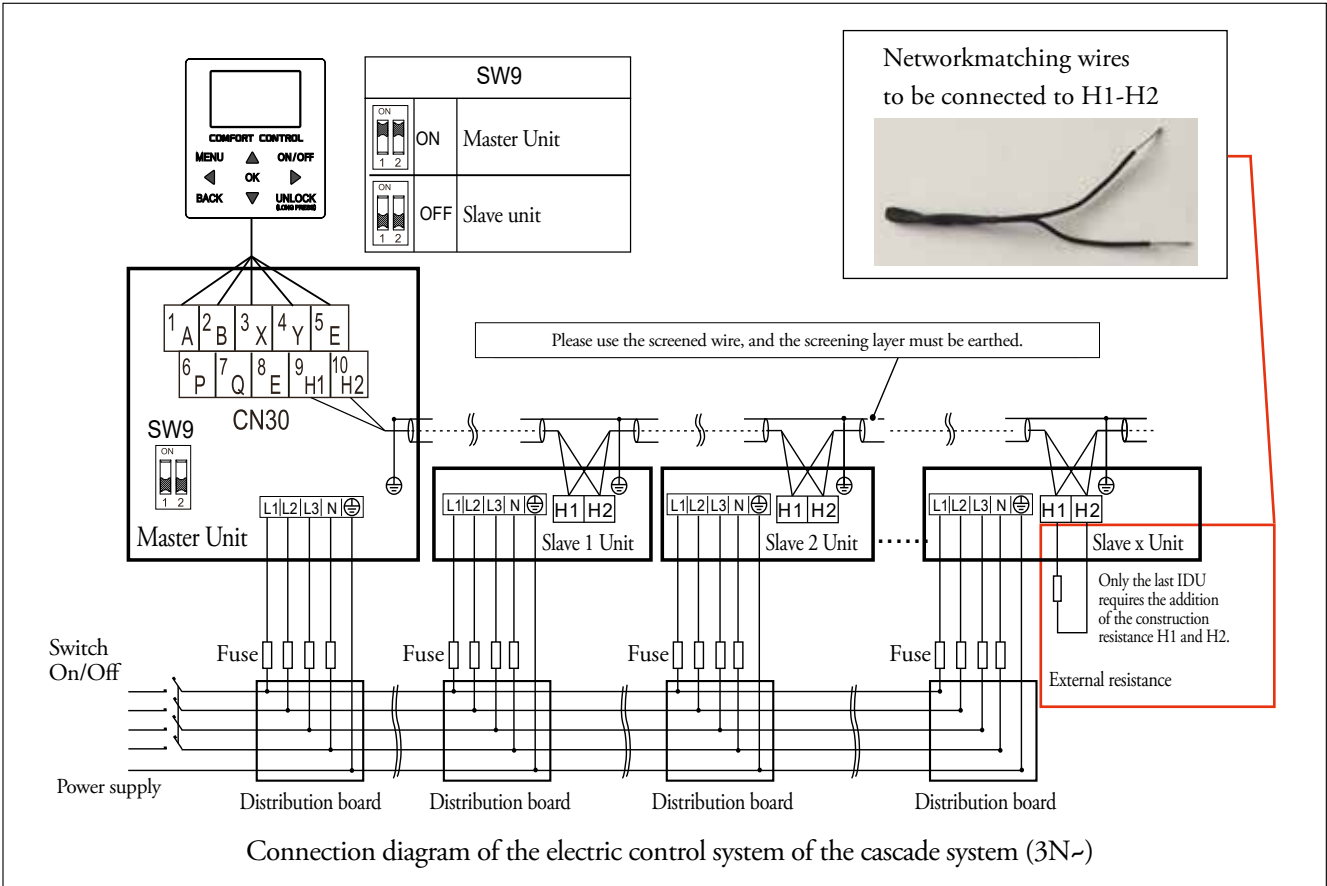 SW9
ON
1 2
ON
Master Unit
ON
1 2
OFF
Slave unit
Networkmatching wires
to be connected to H1-H2
COMFORT CONTROL
MENU
ON/OFF
OK
BACK
UNLOCK
(LONG PRESS)
1 A 2 B 3 X 4 Y 5 E
6 P 7 Q 8 E 9 H1 10 H2
CN30
SW9
ON
1 2
Please use the screened wire, and the screening layer must be earthed.
L1 L2 L3 N
Master Unit
L1 L2 L3 N
H1 H2
Slave 1 Unit
L1 L2 L3 N
H1 H2
Slave 2 Unit
L1 L2 L3 N
H1 H2
Slave x Unit
Only the last IDU
requires the addition
of the construction
resistance H1 and H2.
External resistance
Switch
On/Off
Fuse
Fuse
Fuse
Fuse
Power supply
Distribution board
Distribution board
Distribution board
Distribution board
Connection diagram of the electric control system of the cascade system (3N~)